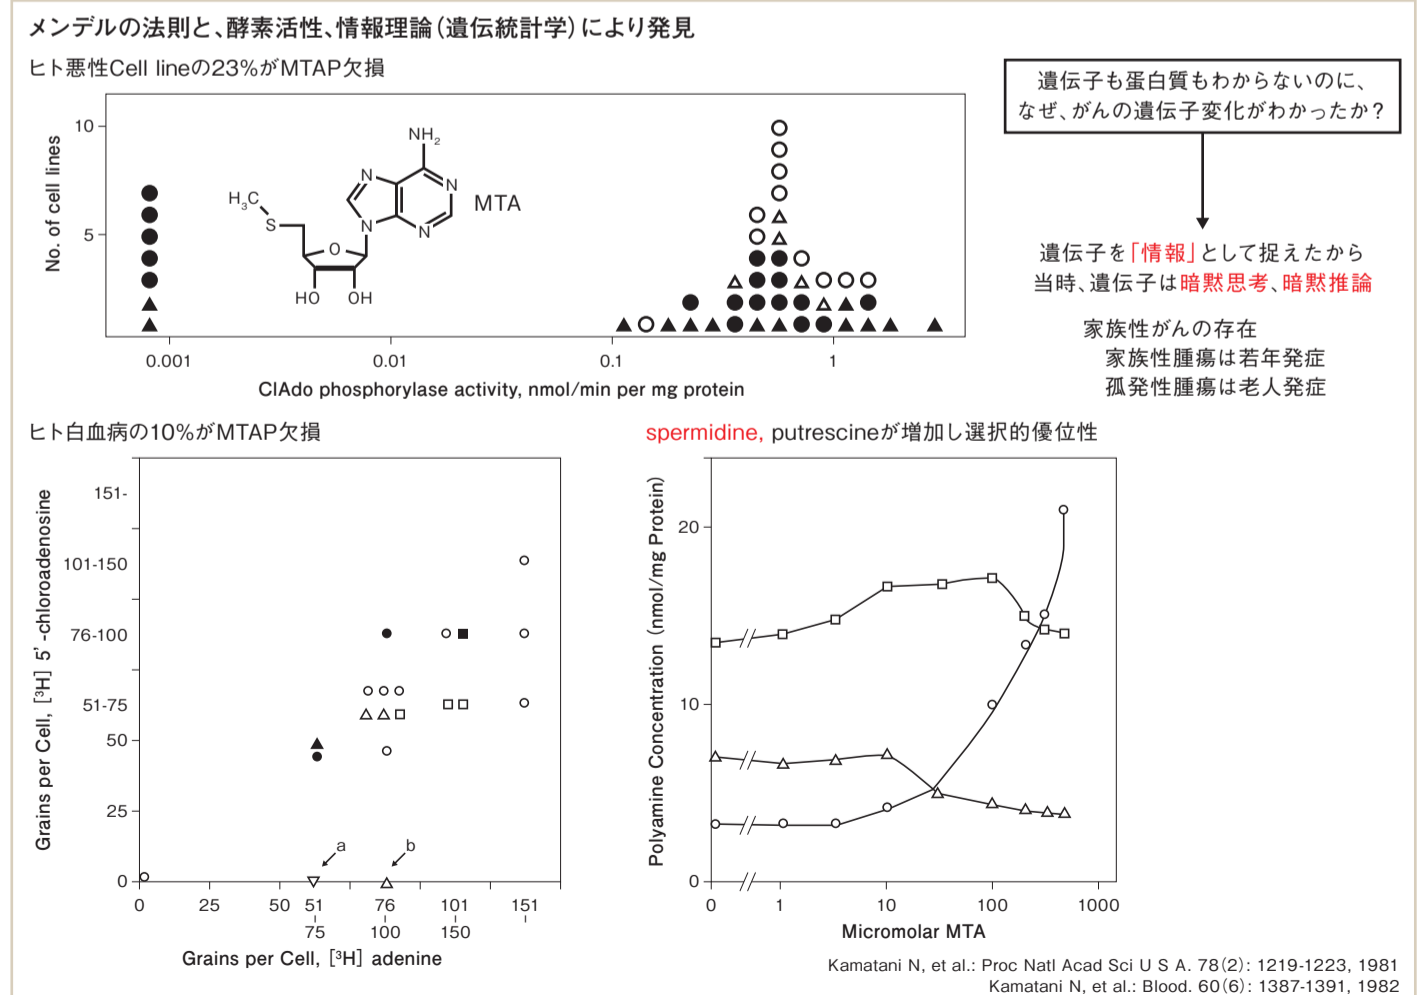 メンデルの法則と、酵素活性、情報理論（遺伝統計学）により発見
ヒト悪性Cell lineの23%がMTAP欠損
No. of cell lines
10
5
NH2
N
N
N
N
H3C
S
O
HO
OH
MTA
0.001
0.01
0.1
1
ClAdo phosphorylase activity, nmol/min per mg protein
遺伝子も蛋白質もわからないのに、
なぜ、がんの遺伝子変化がわかったか？
遺伝子を「情報」として捉えたから
当時、遺伝子は暗黙思考、暗黙推論
家族性がんの存在
家族性腫瘍は若年発症
孤発性腫瘍は老人発症
ヒト白血病の10%がMTAP欠損
Grains per Cell, [³H] 5’-chloroadenosine
151-
101-150
76-100
51-75
50
25
0
a
b
0
25
50
51-75
76-100
101-150
151-
Grains per Cell, [³H] adenine
spermidine, putrescineが増加し選択的優位性
Polyamine Concentration (nmol/mg Protein)
20
10
0
0
1
10
100
1000
Micromolar MTA
Kamatani N, et al.: Proc Natl Acad Sci U S A. 78(2): 1219-1223, 1981
Kamatani N, et al.: Blood. 60(6): 1387-1391, 1982